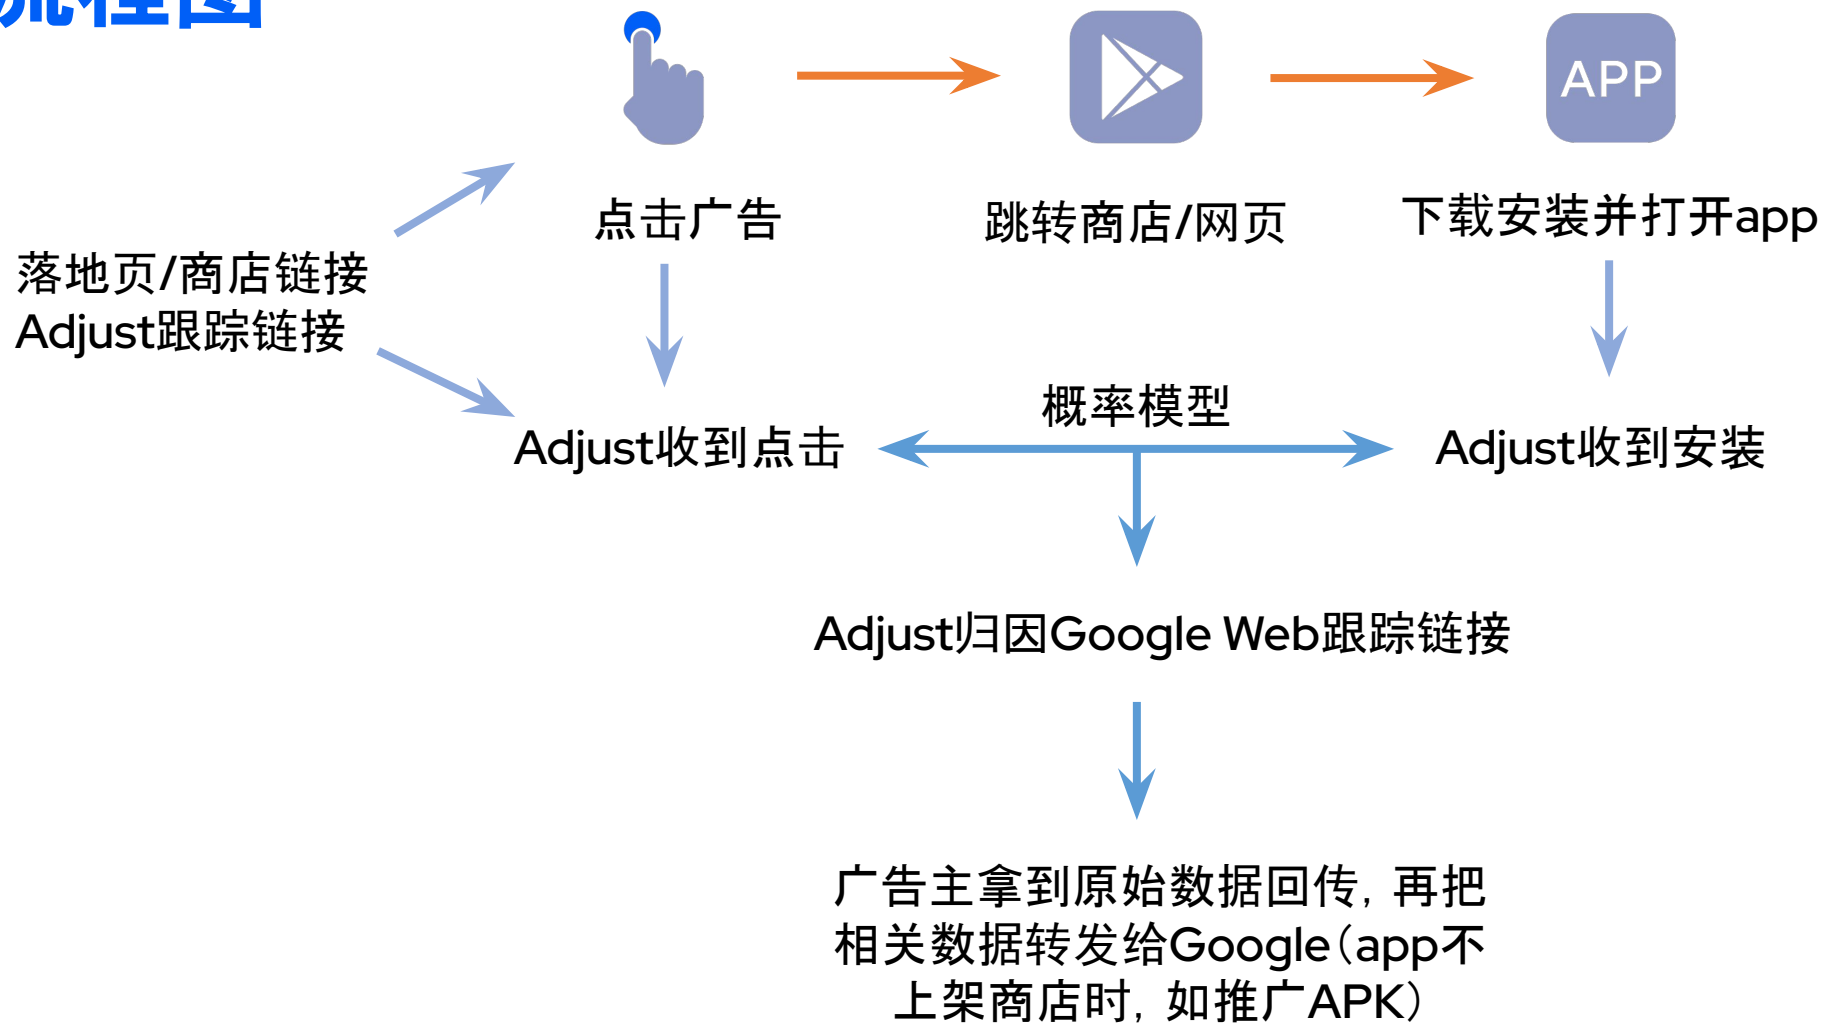 流程图
APP
点击广告
跳转商店/网页
下载安装并打开app
落地页/商店链接
Adjust跟踪链接
概率模型
Adjust收到点击
Adjust收到安装
Adjust归因Google Web跟踪链接
广告主拿到原始数据回传，再把
相关数据转发给Google（app不
上架商店时，如推广APK）